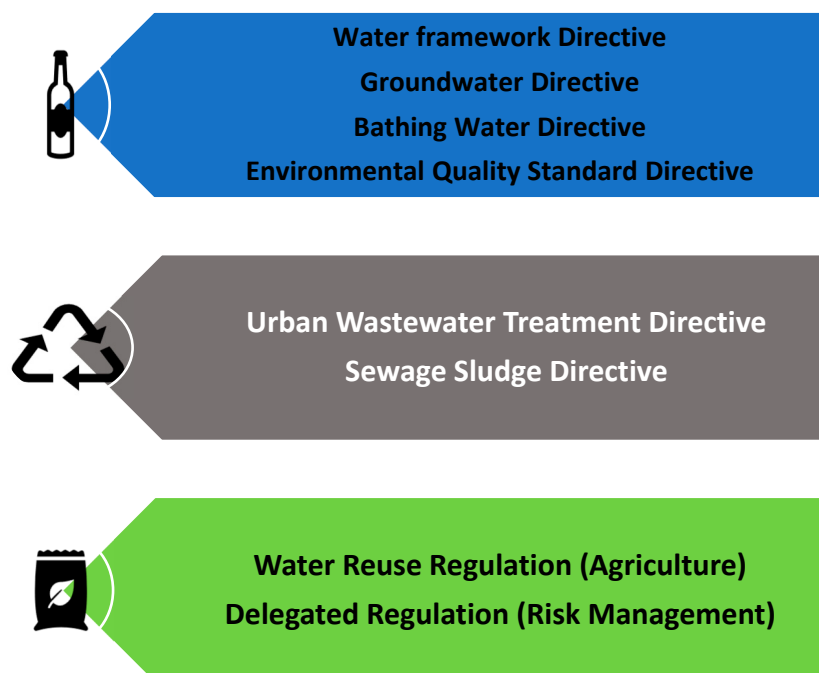 Water framework Directive
Groundwater Directive
Bathing Water Directive
Environmental Quality Standard Directive
Urban Wastewater Treatment Directive
Sewage Sludge Directive
Water Reuse Regulation (Agriculture)
Delegated Regulation (Risk Management)